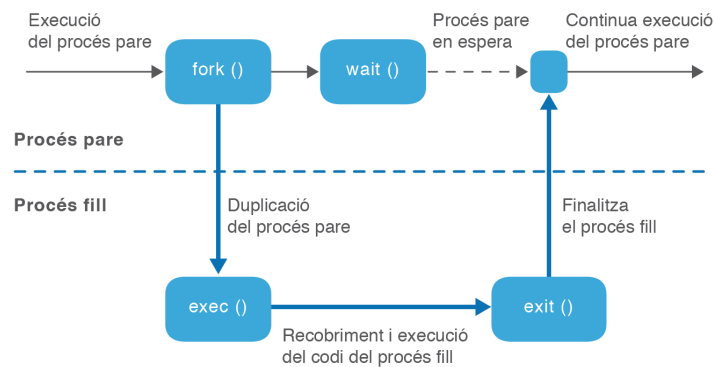 Execució
del procés pare
fork ()
wait ()
Procés pare
en espera
Continua execució
del procés pare
Procés pare
Procés fill
Duplicació
del procés pare
Finalitza
el procés fill
exec ()
exit ()
Recobriment i execució
del codi del procés fill